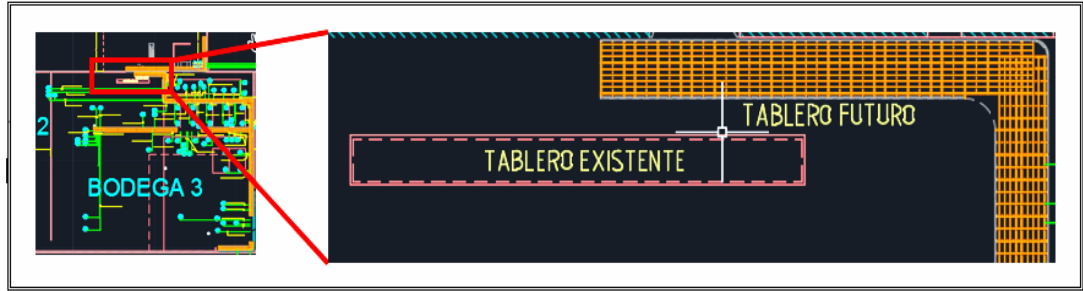 2
BODEGA 3
TABLERO FUTURO
TABLERO EXISTENTE